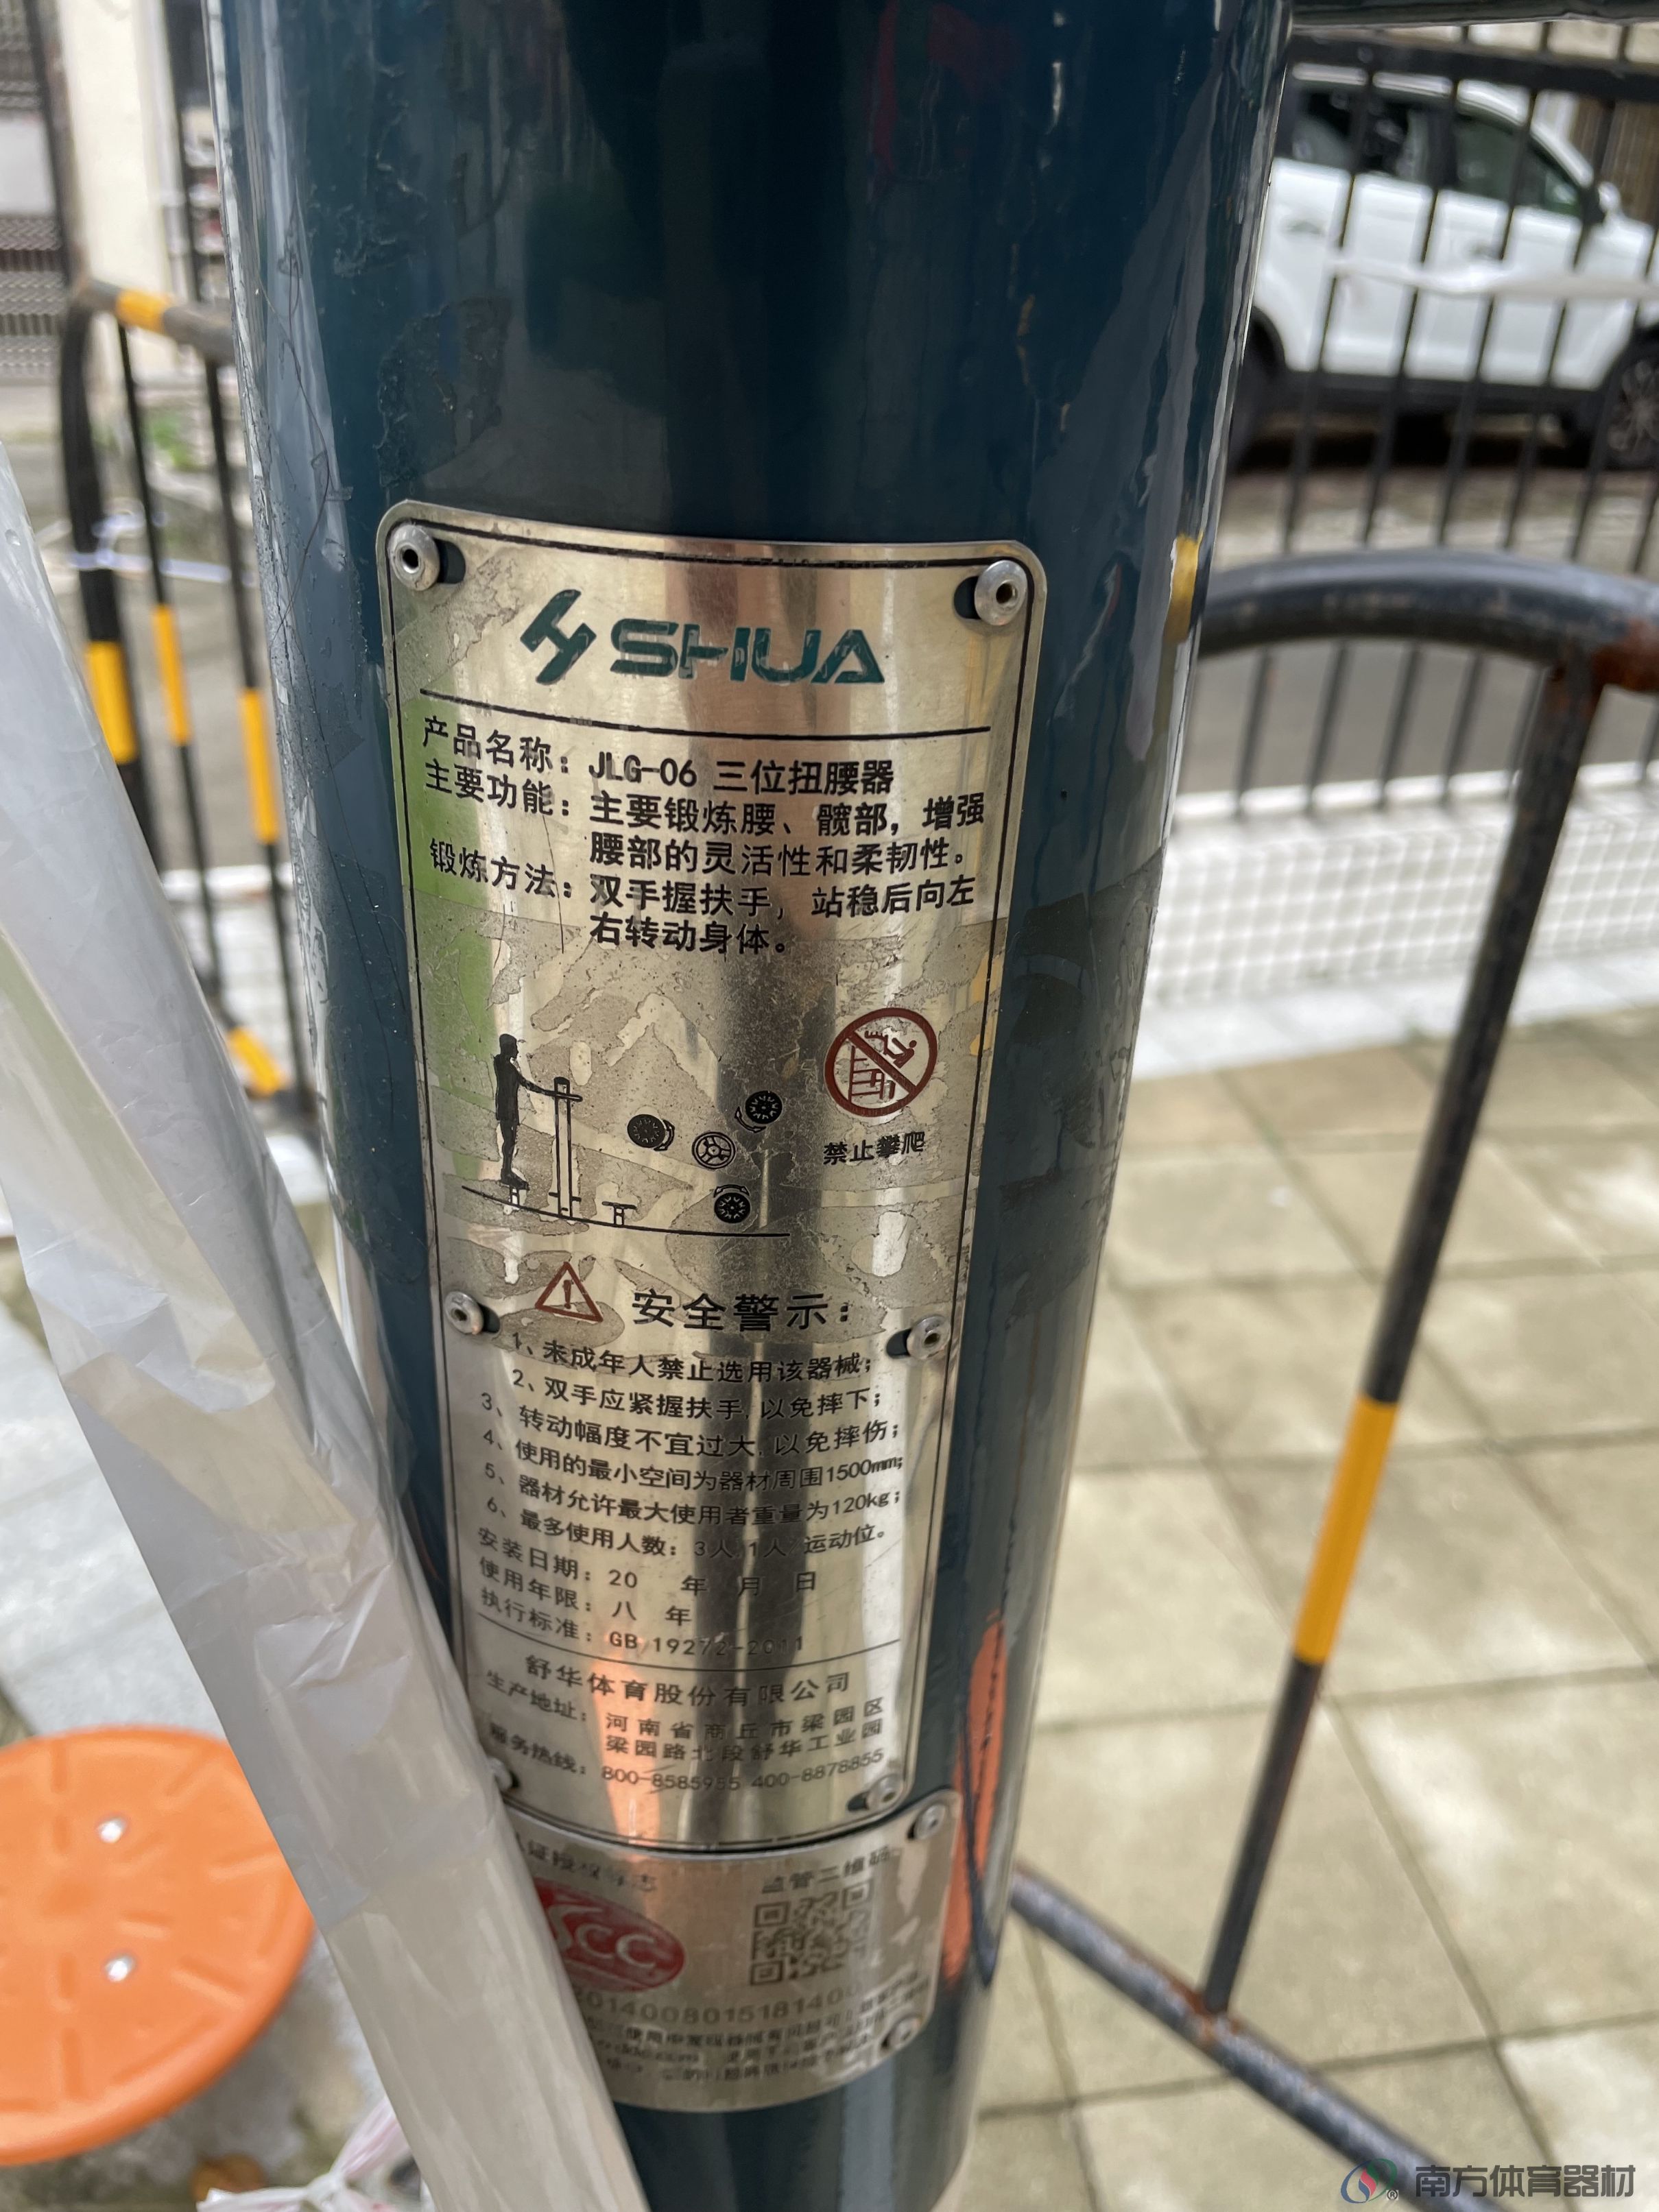 SHUA
产品名称：JLG-06 三位扭腰器
主要功能：主要锻炼腰、髋部，增强
腰部的灵活性和柔韧性。
锻炼方法：双手握扶手，站稳后向左
右转动身体。
禁止攀爬
安全警示：
1、未成年人禁止选用该器械；
2、双手应紧握扶手,以免摔下；
3、转动幅度不宜过大,以免摔伤；
4、使用的最小空间为器材周围1500mm；
5、器材允许最大使用者重量为120kg；
6、最多使用人数：3人,1人/运动位。
安装日期：20 年 月 日
使用年限：八 年
执行标准：GB 19272-2011
舒华体育股份有限公司
生产地址：河南省商丘市梁园区
梁园路北段舒华工业园
服务热线：800-8585955 400-8878855
证授权标志
监管二维码
SCC
南方体育器材